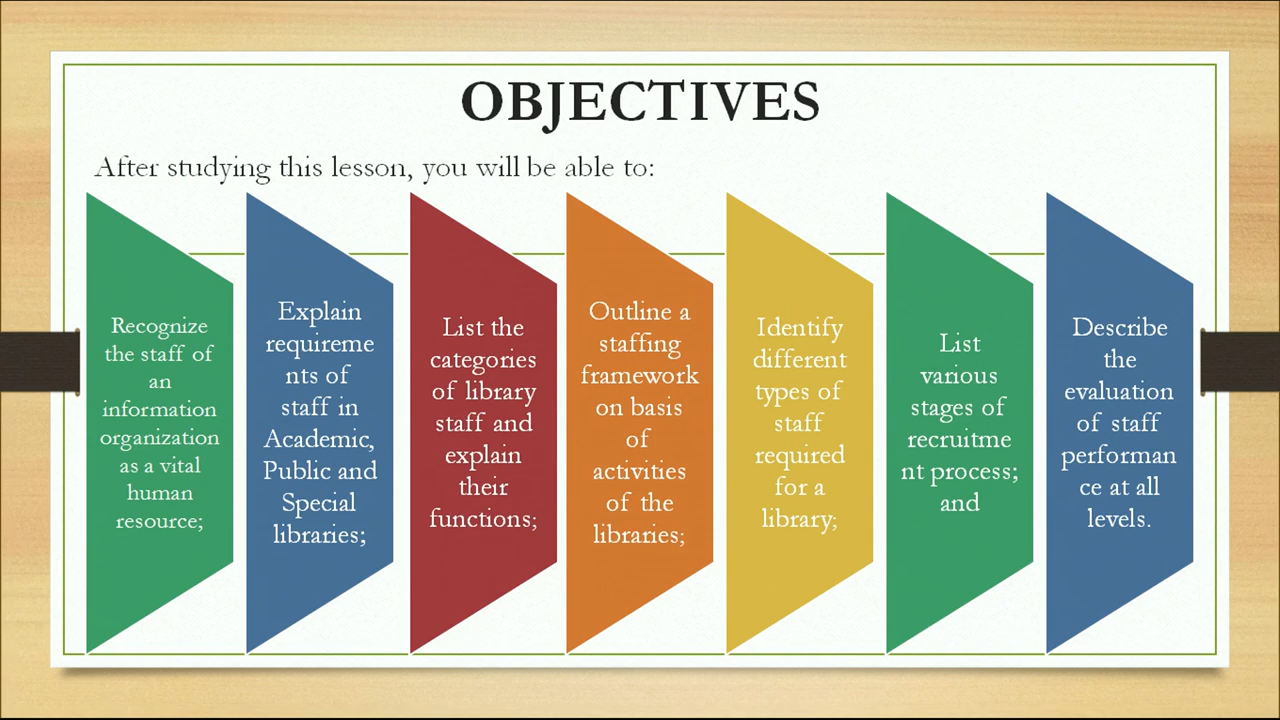 OBJECTIVES
After studying this lesson, you will be able to:
Recognize
the staff of
an
information
organization
as a vital
human
resource;
Explain
requireme
nts of
staff in
Academic,
Public and
Special
libraries;
List the
categories
of library
staff and
explain
their
functions;
Outline a
staffing
framework
on basis
of
activities
of the
libraries;
Identify
different
types of
staff
required
for a
library;
List
various
stages of
recruitme
nt process;
and
Describe
the
evaluation
of staff
performan
ce at all
levels.